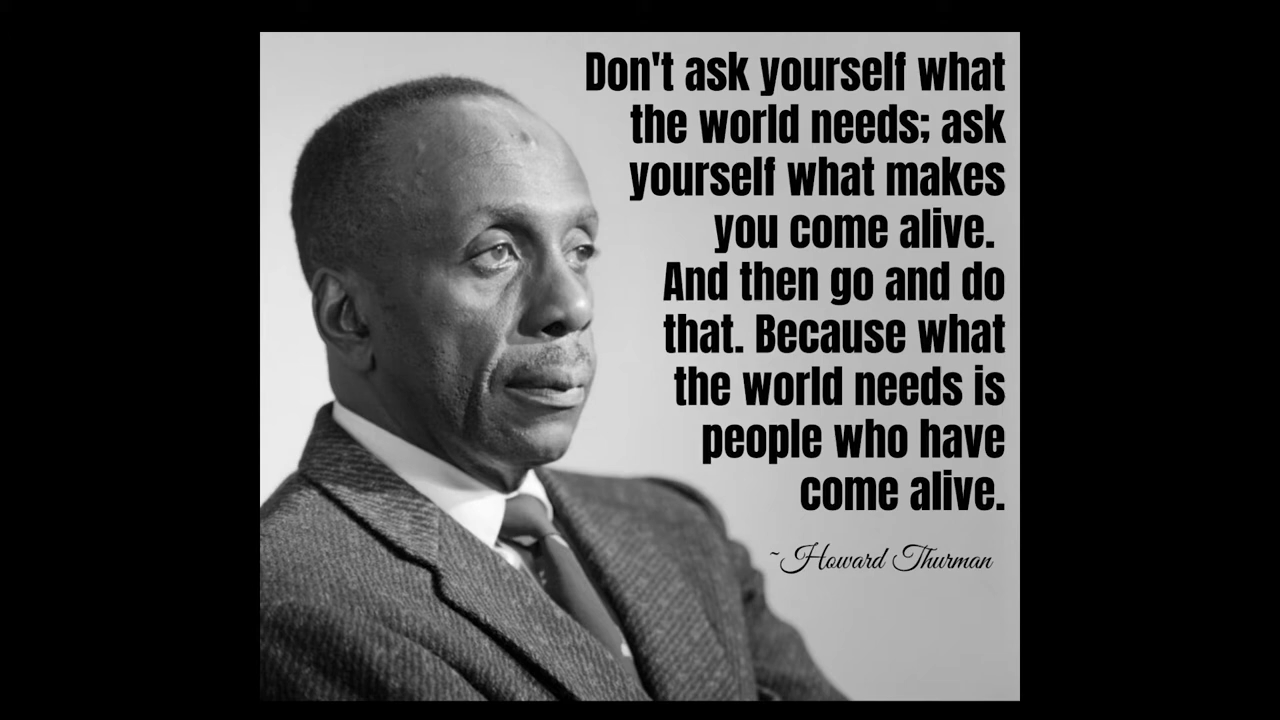 Don't ask yourself what
the world needs; ask
yourself what makes
you come alive.
And then go and do
that. Because what
the world needs is
people who have
come alive.
~Howard Thurman